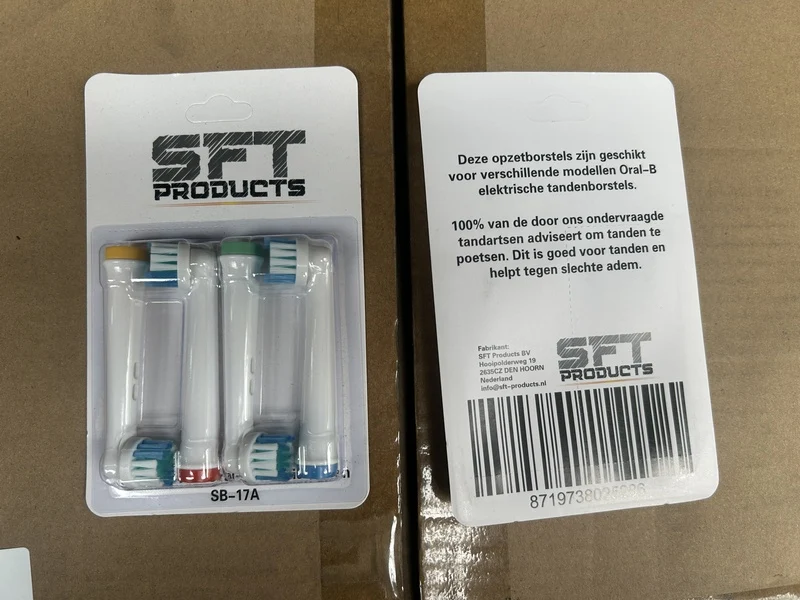 SFT
PRODUCTS
SB-17A
Deze opzetborstels zijn geschikt
voor verschillende modellen Oral-B
elektrische tandenborstels.
100% van de door ons ondervraagde
tandartsen adviseert om tanden te
poetsen. Dit is goed voor tanden en
helpt tegen slechte adem.
Fabrikant:
SFT Products BV
Hooipolderweg 19
2635CZ DEN HOORN
Nederland
info@sft-products.nl
SFT
PRODUCTS